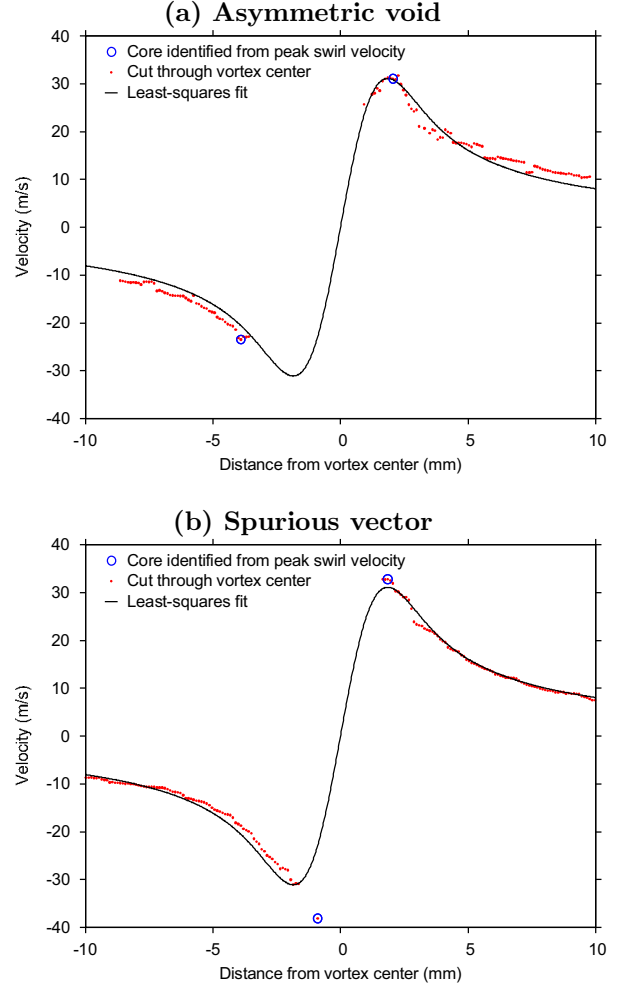 (a) Asymmetric void
40
30
20
10
0
-10
-20
-30
-40
Velocity (m/s)
Core identified from peak swirl velocity
Cut through vortex center
Least-squares fit
-10 -5 0 5 10
Distance from vortex center (mm)
(b) Spurious vector
40
30
20
10
0
-10
-20
-30
-40
Velocity (m/s)
Core identified from peak swirl velocity
Cut through vortex center
Least-squares fit
-10 -5 0 5 10
Distance from vortex center (mm)